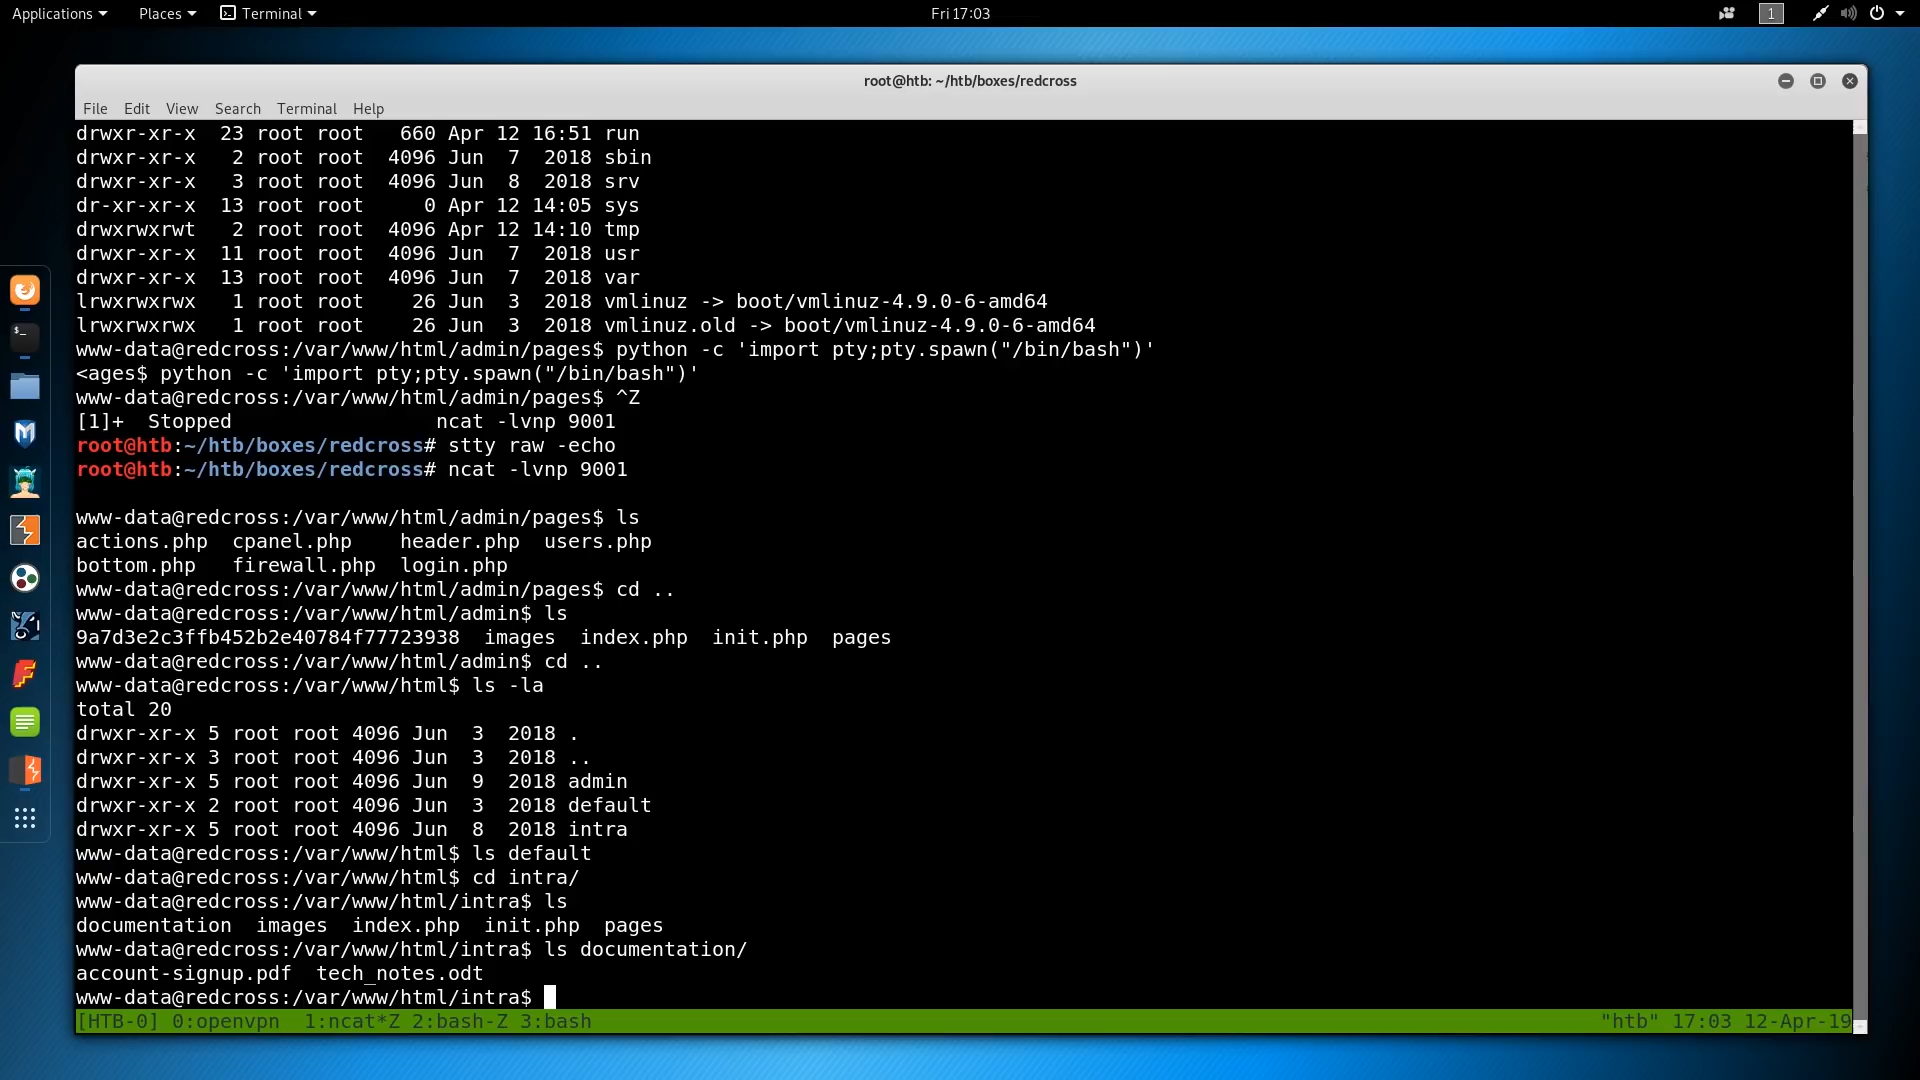 Applications Places Terminal Fri 17:03 1
root@htb: ~/htb/boxes/redcross
File Edit View Search Terminal Help
drwxr-xr-x  23 root root   660 Apr 12 16:51 run
drwxr-xr-x   2 root root  4096 Jun  7  2018 sbin
drwxr-xr-x   3 root root  4096 Jun  8  2018 srv
dr-xr-xr-x  13 root root     0 Apr 12 14:05 sys
drwxrwxrwt   2 root root  4096 Apr 12 14:10 tmp
drwxr-xr-x  11 root root  4096 Jun  7  2018 usr
drwxr-xr-x  13 root root  4096 Jun  7  2018 var
lrwxrwxrwx   1 root root    26 Jun  3  2018 vmlinuz -> boot/vmlinuz-4.9.0-6-amd64
lrwxrwxrwx   1 root root    26 Jun  3  2018 vmlinuz.old -> boot/vmlinuz-4.9.0-6-amd64
www-data@redcross:/var/www/html/admin/pages$ python -c 'import pty;pty.spawn("/bin/bash")'
<ages$ python -c 'import pty;pty.spawn("/bin/bash")'
www-data@redcross:/var/www/html/admin/pages$ ^Z
[1]+  Stopped                 ncat -lvnp 9001
root@htb:~/htb/boxes/redcross# stty raw -echo
root@htb:~/htb/boxes/redcross# ncat -lvnp 9001
www-data@redcross:/var/www/html/admin/pages$ ls
actions.php  cpanel.php    header.php  users.php
bottom.php   firewall.php  login.php
www-data@redcross:/var/www/html/admin/pages$ cd ..
www-data@redcross:/var/www/html/admin$ ls
9a7d3e2c3ffb452b2e40784f77723938  images  index.php  init.php  pages
www-data@redcross:/var/www/html/admin$ cd ..
www-data@redcross:/var/www/html$ ls -la
total 20
drwxr-xr-x 5 root root 4096 Jun  3  2018 .
drwxr-xr-x 3 root root 4096 Jun  3  2018 ..
drwxr-xr-x 5 root root 4096 Jun  9  2018 admin
drwxr-xr-x 2 root root 4096 Jun  3  2018 default
drwxr-xr-x 5 root root 4096 Jun  8  2018 intra
www-data@redcross:/var/www/html$ ls default
www-data@redcross:/var/www/html$ cd intra/
www-data@redcross:/var/www/html/intra$ ls
documentation  images  index.php  init.php  pages
www-data@redcross:/var/www/html/intra$ ls documentation/
account-signup.pdf  tech_notes.odt
www-data@redcross:/var/www/html/intra$
[HTB-0] 0:openvpn  1:ncat*Z 2:bash-Z 3:bash "htb" 17:03 12-Apr-19